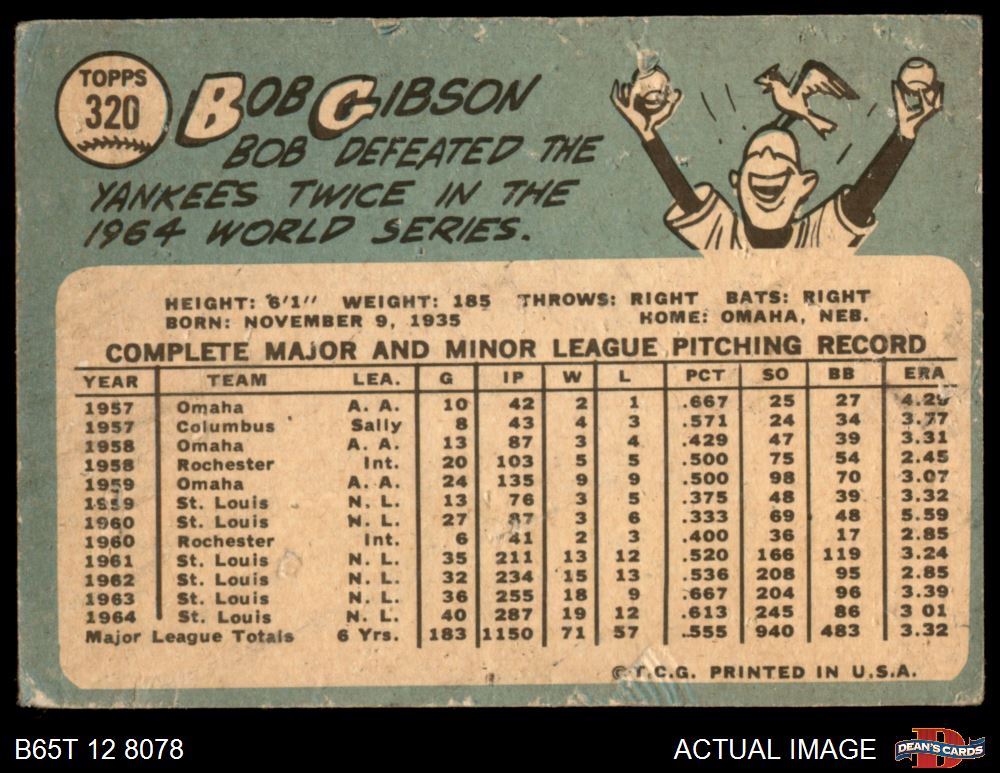 TOPPS
320
BOB GIBSON
BOB DEFEATED THE
YANKEES TWICE IN THE
1964 WORLD SERIES.
HEIGHT: 6'1" WEIGHT: 185 THROWS: RIGHT BATS: RIGHT
BORN: NOVEMBER 9, 1935 HOME: OMAHA, NEB.
COMPLETE MAJOR AND MINOR LEAGUE PITCHING RECORD
YEAR TEAM LEA. G IP W L PCT SO BB ERA
1957 Omaha A. A. 10 42 2 1 .667 25 27 4.29
1957 Columbus Sally 8 43 4 3 .571 24 34 3.77
1958 Omaha A. A. 13 87 3 4 .429 47 39 3.31
1958 Rochester Int. 20 103 5 5 .500 75 54 2.45
1959 Omaha A. A. 24 135 9 9 .500 98 70 3.07
1959 St. Louis N. L. 13 76 3 5 .375 48 39 3.32
1960 St. Louis N. L. 27 87 3 6 .333 69 48 5.59
1960 Rochester Int. 6 41 2 3 .400 36 17 2.85
1961 St. Louis N. L. 35 211 13 12 .520 166 119 3.24
1962 St. Louis N. L. 32 234 15 13 .536 208 95 2.85
1963 St. Louis N. L. 36 255 18 9 .667 204 96 3.39
1964 St. Louis N. L. 40 287 19 12 .613 245 86 3 01
Major League Totals 6 Yrs. 183 1150 71 57 .555 940 483 3.32
©T.C.G. PRINTED IN U.S.A.
B65T 12 8078 ACTUAL IMAGE DEAN'S CARDS